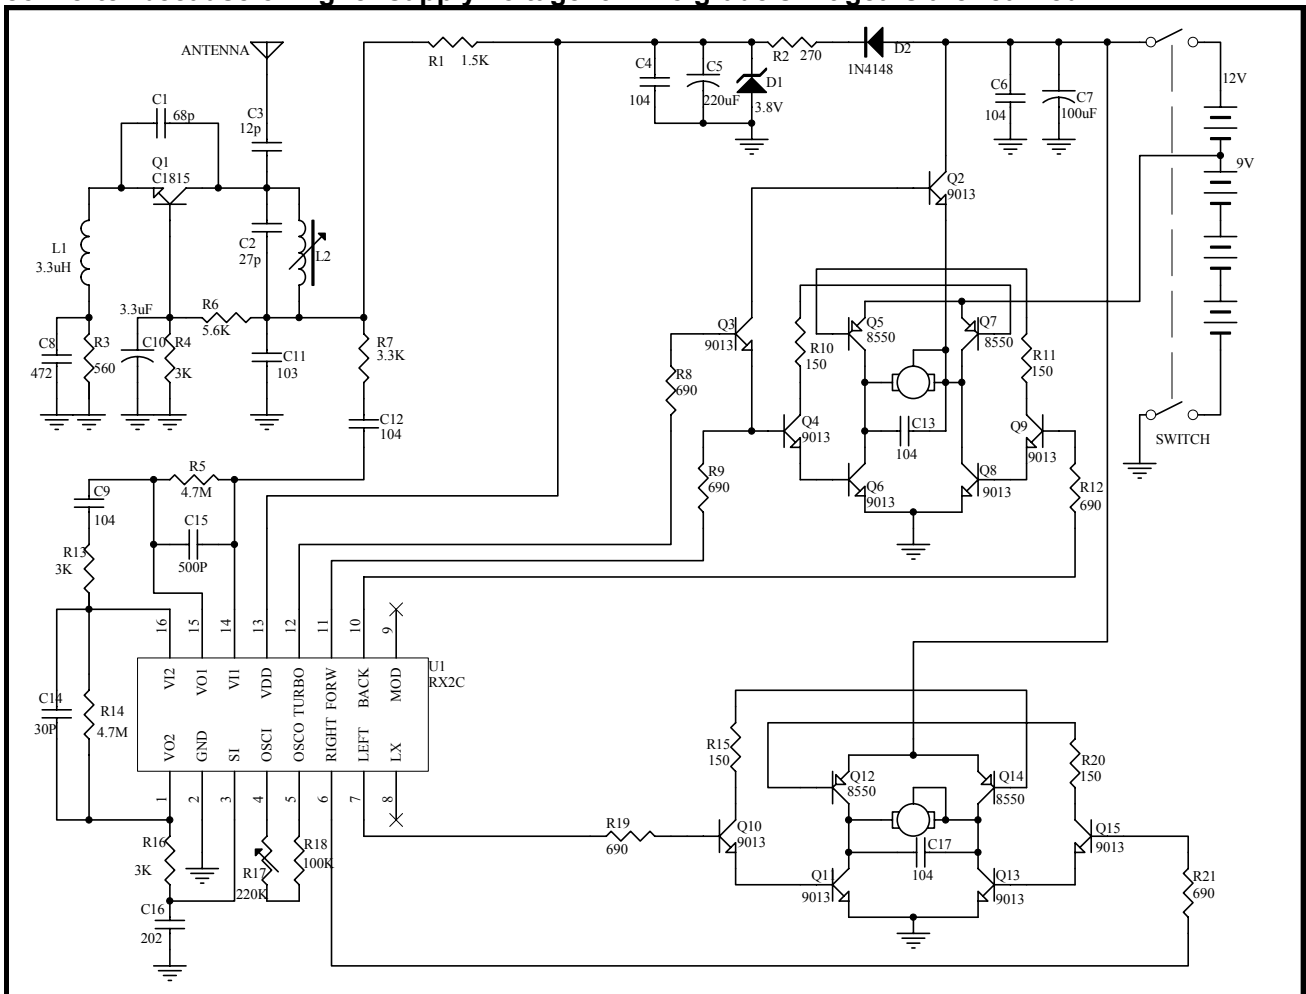 ANTENNA
R1 1.5K
C4
104
C5
220uF
D1
3.8V
R2 270
D2
1N4148
C6
104
C7
100uF
12V
9V
C1
68p
C3
12p
Q1
C1815
Q2
9013
L1
3.3uH
C2
27p
L2
3.3uF
R6
5.6K
C8
472
R3
560
C10
R4
3K
C11
103
R7
3.3K
C12
104
Q3
9013
R8
690
R10
150
Q5
8550
Q7
8550
R11
150
Q4
9013
C13
104
Q9
9013
SWITCH
R9
690
Q6
9013
Q8
9013
R12
690
R5
4.7M
C9
104
C15
500P
R13
3K
16 15 14 13 12 11 10 9
U1
RX2C
VI2 VO1 VI1 VDD TURBO FORW BACK MOD
VO2 GND SI OSCI OSCO RIGHT LEFT LX
1 2 3 4 5 6 7 8
C14
30P
R14
4.7M
R16
3K
C16
202
R17
220K
R18
100K
R19
690
R15
150
Q12
8550
Q14
8550
R20
150
Q10
9013
C17
104
Q15
9013
Q11
9013
Q13
9013
R21
690